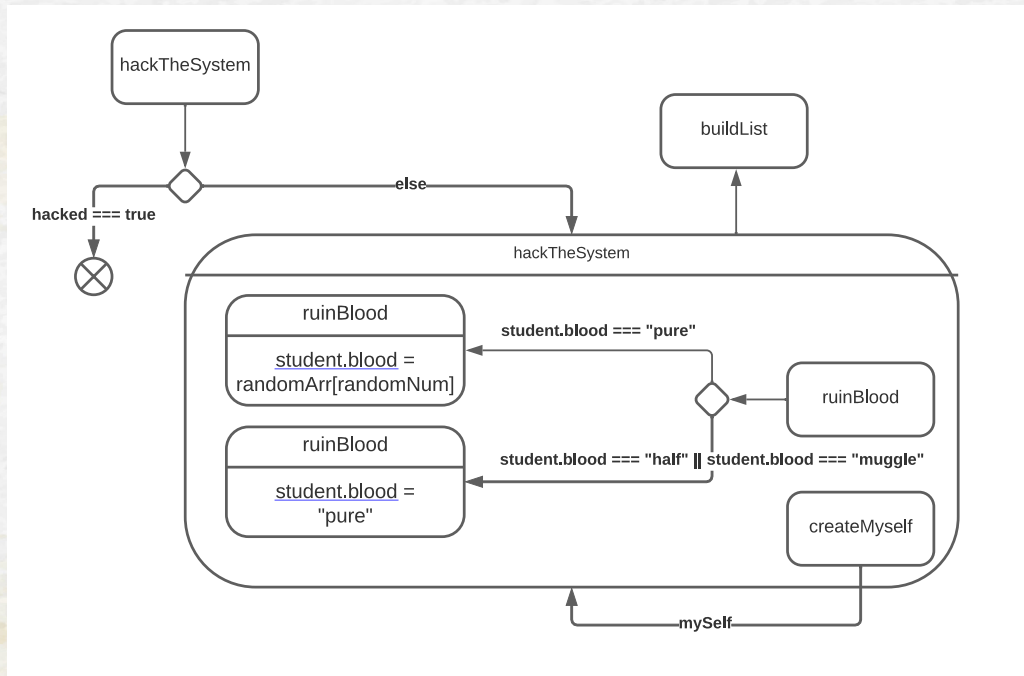 hackTheSystem
buildList
else
hacked === true
hackTheSystem
ruinBlood
student.blood =
randomArr[randomNum]
student.blood === "pure"
ruinBlood
ruinBlood
student.blood =
"pure"
student.blood === "half" || student.blood === "muggle"
createMyself
mySelf